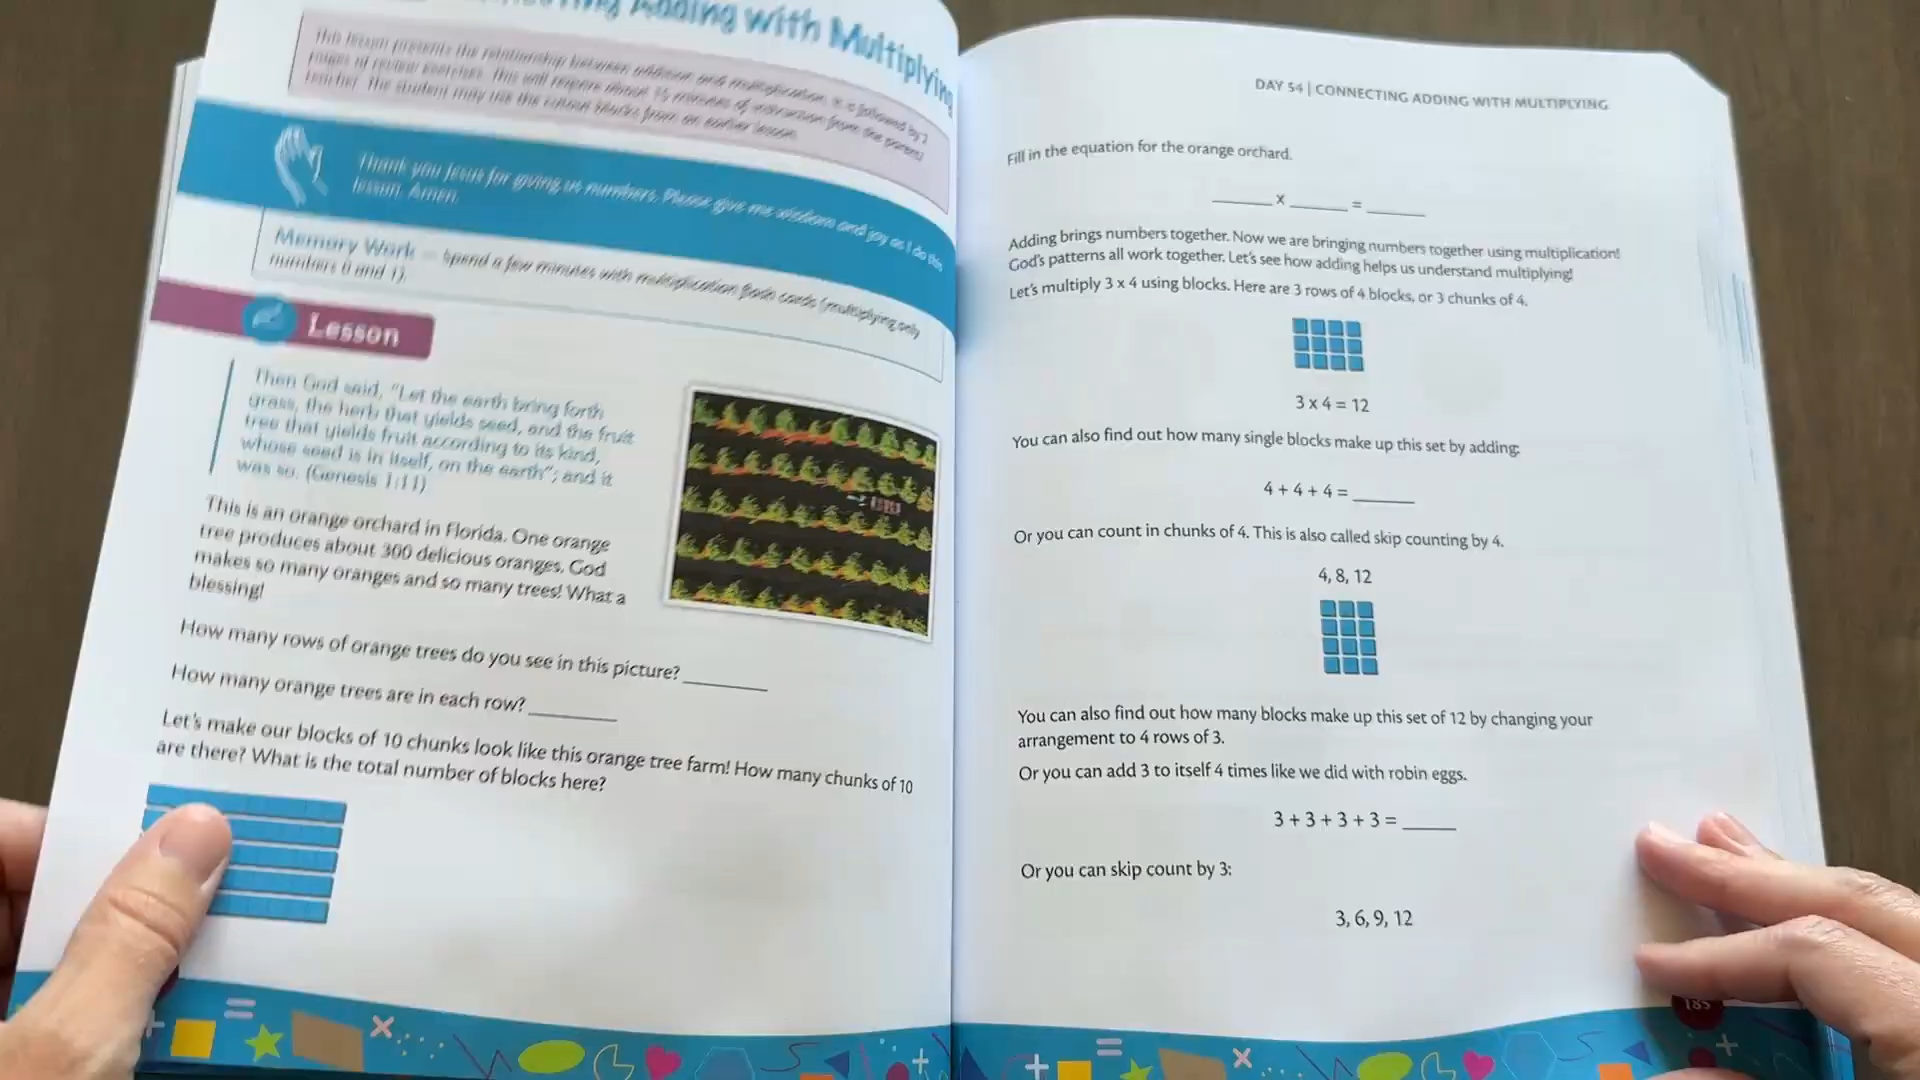 Adding with Multiplying
This lesson presents the relationship between addition and multiplication. It is followed by 2
pages of review exercises. This will require about 15 minutes of interaction from the parent/
teacher. The student may use the colored blocks from an earlier lesson.
Thank you Jesus for giving us numbers. Please give me wisdom and joy as I do this
lesson. Amen.
Memory Work — Spend a few minutes with multiplication facts cards (multiplying only
numbers 0 and 1).
Lesson
Then God said, "Let the earth bring forth
grass, the herb that yields seed, and the fruit
tree that yields fruit according to its kind,
whose seed is in itself, on the earth"; and it
was so. (Genesis 1:11)
This is an orange orchard in Florida. One orange
tree produces about 300 delicious oranges. God
makes so many oranges and so many trees! What a
blessing!
How many rows of orange trees do you see in this picture? ______
How many orange trees are in each row? ______
Let's make our blocks of 10 chunks look like this orange tree farm! How many chunks of 10
are there? What is the total number of blocks here?
DAY 54 | CONNECTING ADDING WITH MULTIPLYING
Fill in the equation for the orange orchard.
______ x ______ = ______
Adding brings numbers together. Now we are bringing numbers together using multiplication!
God's patterns all work together. Let's see how adding helps us understand multiplying!
Let's multiply 3 x 4 using blocks. Here are 3 rows of 4 blocks, or 3 chunks of 4.
3 x 4 = 12
You can also find out how many single blocks make up this set by adding:
4 + 4 + 4 = ______
Or you can count in chunks of 4. This is also called skip counting by 4.
4, 8, 12
You can also find out how many blocks make up this set of 12 by changing your
arrangement to 4 rows of 3.
Or you can add 3 to itself 4 times like we did with robin eggs.
3 + 3 + 3 + 3 = ______
Or you can skip count by 3:
3, 6, 9, 12
185